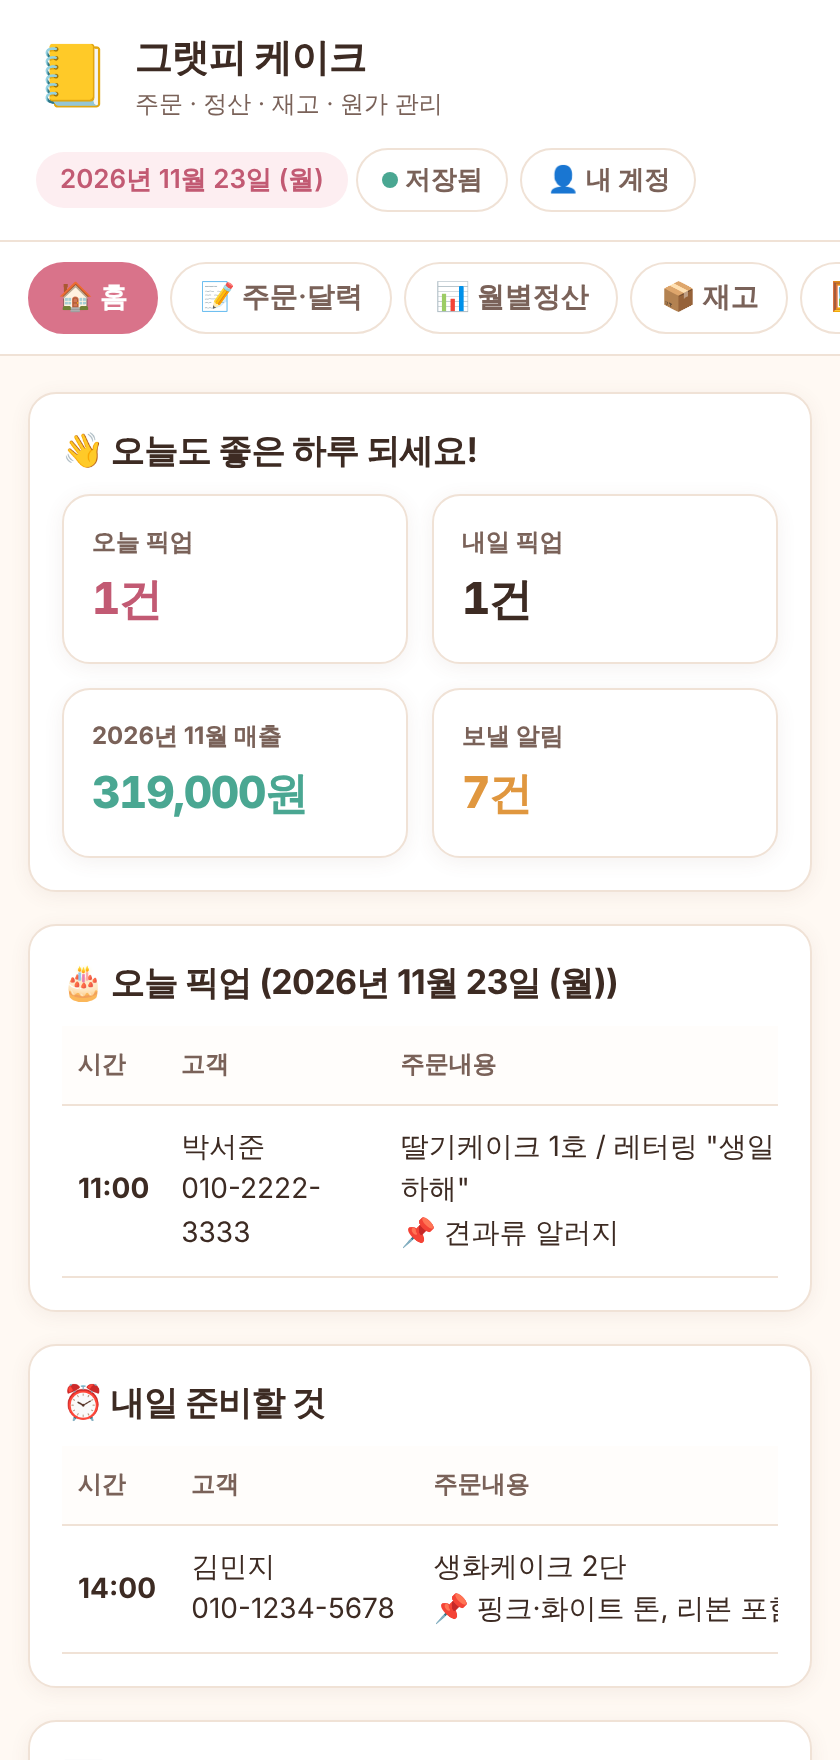 그랫피 케이크
주문 · 정산 · 재고 · 원가 관리
2026년 11월 23일 (월)
저장됨
내 계정
홈
주문·달력
월별정산
재고
오늘도 좋은 하루 되세요!
오늘 픽업
1건
내일 픽업
1건
2026년 11월 매출
319,000원
보낼 알림
7건
오늘 픽업 (2026년 11월 23일 (월))
시간 고객 주문내용
11:00
박서준
010-2222-
3333
딸기케이크 1호 / 레터링 "생일
하해"
견과류 알러지
내일 준비할 것
시간 고객 주문내용
14:00
김민지
010-1234-5678
생화케이크 2단
핑크·화이트 톤, 리본